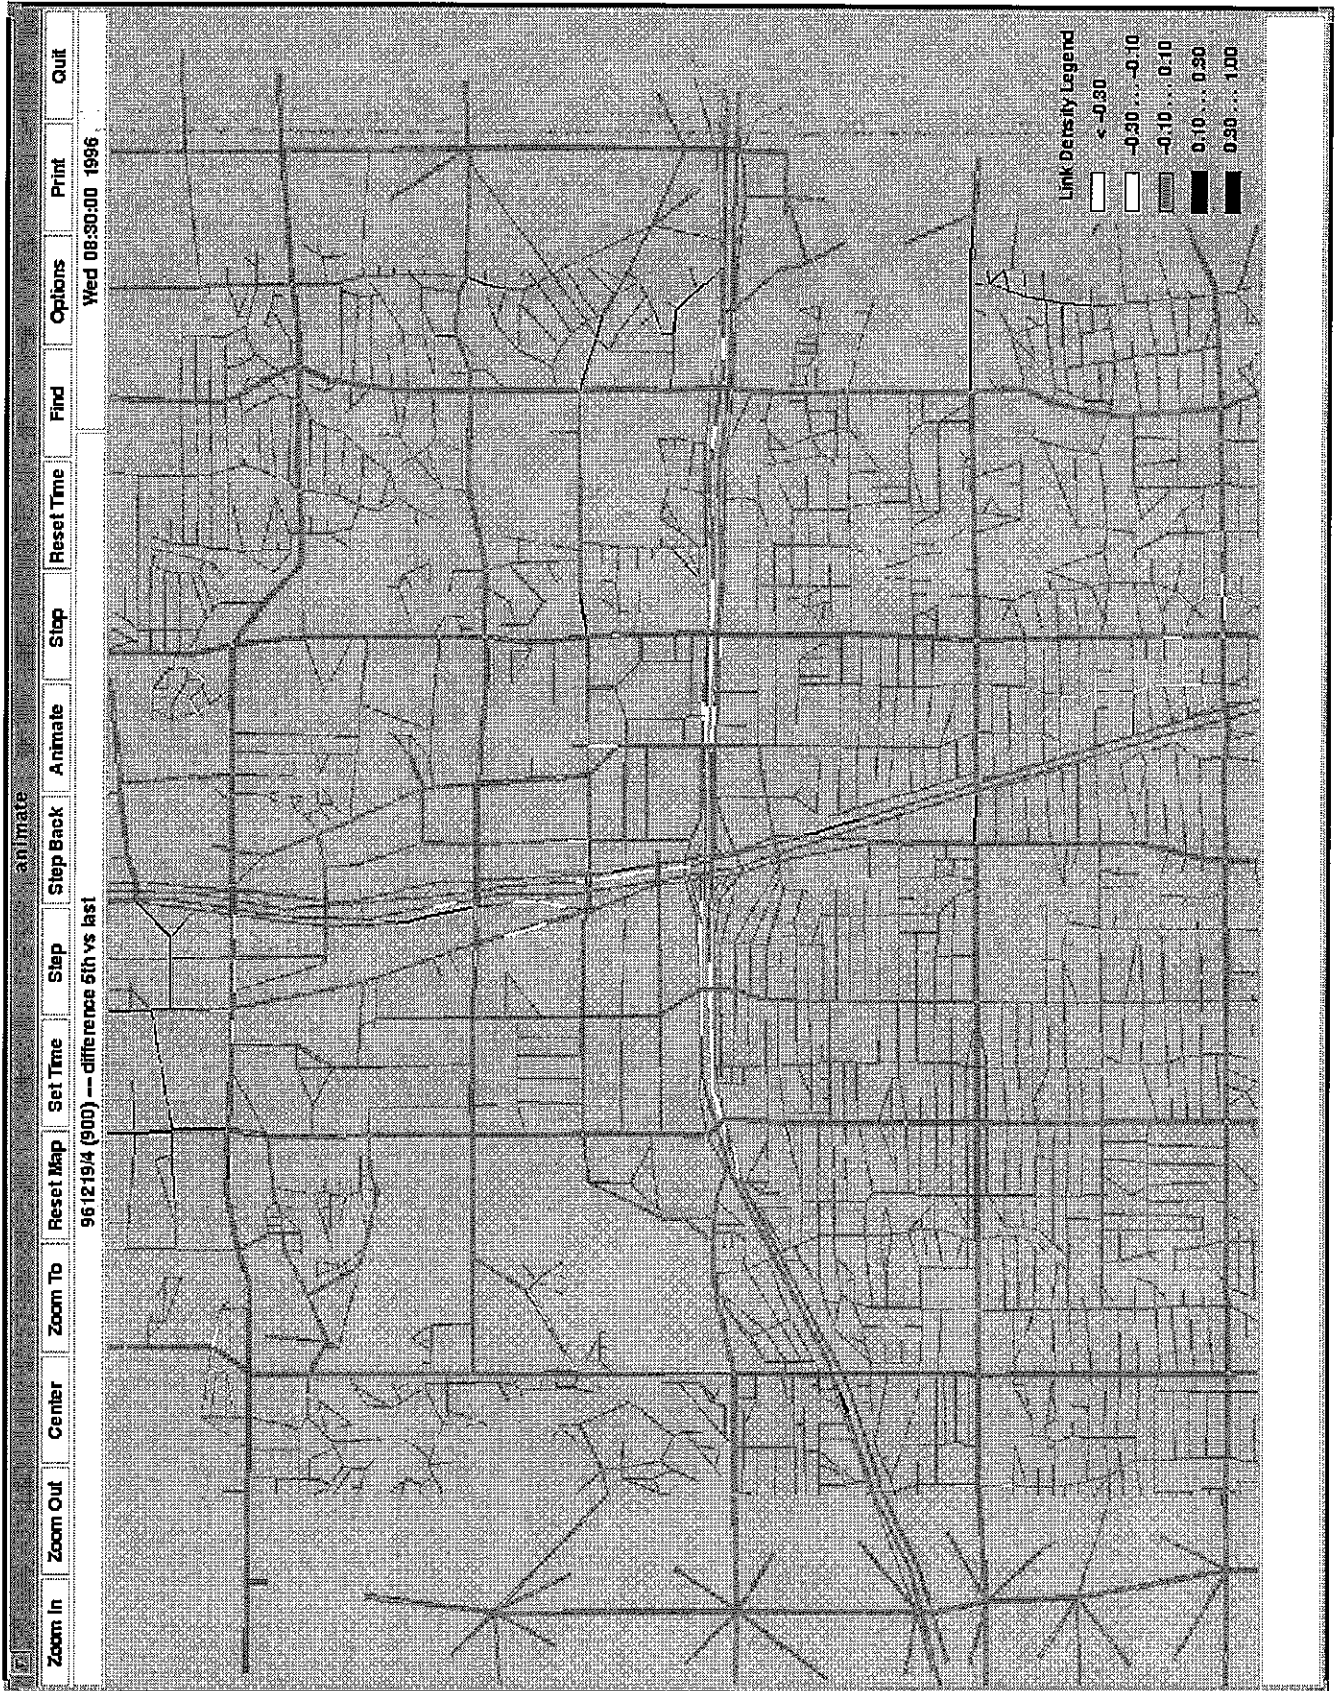 animate
Zoom In Zoom Out Center Zoom To Reset Map Set Time Step Step Back Animate Stop Reset Time Find Options Print Quit
961219/4 (900) --- difference 5th vs last Wed 08:30:00 1996
Link Density Legend
< -0.30
-0.30 ... -0.10
-0.10 ... 0.10
0.10 ... 0.30
0.30 ... 1.00